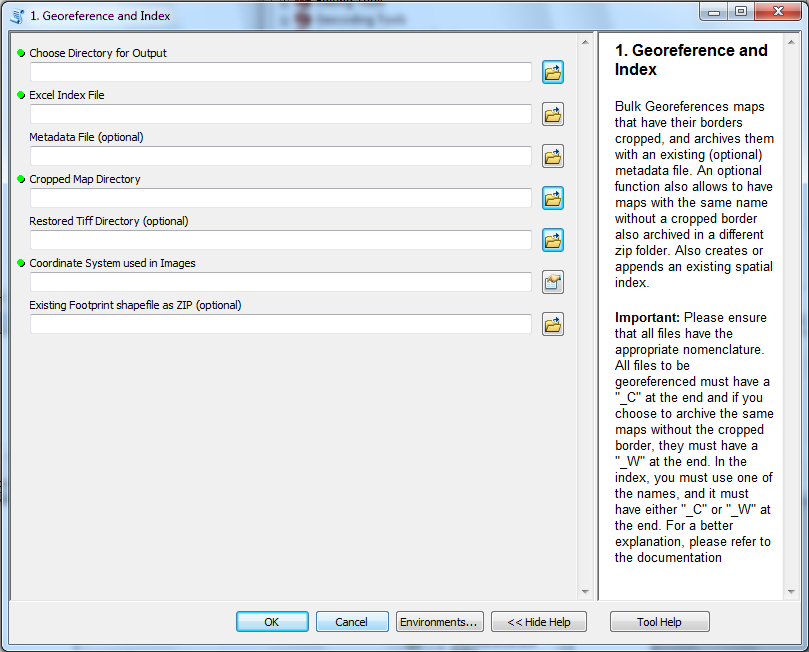 Geocoding Tools
1. Georeference and Index
Choose Directory for Output
Excel Index File
Metadata File (optional)
Cropped Map Directory
Restored Tiff Directory (optional)
Coordinate System used in Images
Existing Footprint shapefile as ZIP (optional)
1. Georeference and
Index
Bulk Georeferences maps
that have their borders
cropped, and archives them
with an existing (optional)
metadata file. An optional
function also allows to have
maps with the same name
without a cropped border
also archived in a different
zip folder. Also creates or
appends an existing spatial
index.
Important: Please ensure
that all files have the
appropriate nomenclature.
All files to be
georeferenced must have a
"_C" at the end and if you
choose to archive the same
maps without the cropped
border, they must have a
"_W" at the end. In the
index, you must use one of
the names, and it must
have either "_C" or "_W" at
the end. For a better
explanation, please refer to
the documentation
OK
Cancel
Environments...
<< Hide Help
Tool Help